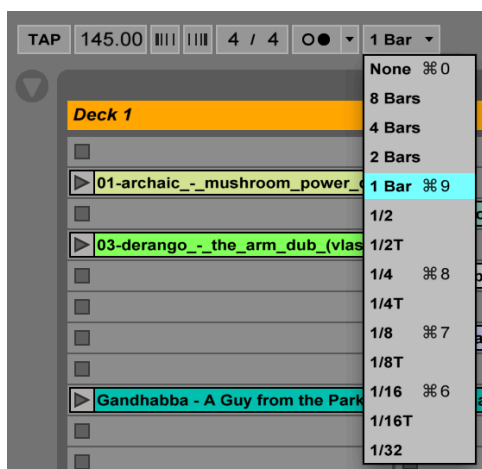 TAP 145.00 4 / 4 1 Bar
None ⌘0
Deck 1
8 Bars
4 Bars
2 Bars
01-archaic_-_mushroom_power_
1 Bar ⌘9
1/2
03-derango_-_the_arm_dub_(vlas
1/2T
1/4 ⌘8
1/4T
1/8 ⌘7
1/8T
Gandhabba - A Guy from the Park
1/16 ⌘6
1/16T
1/32